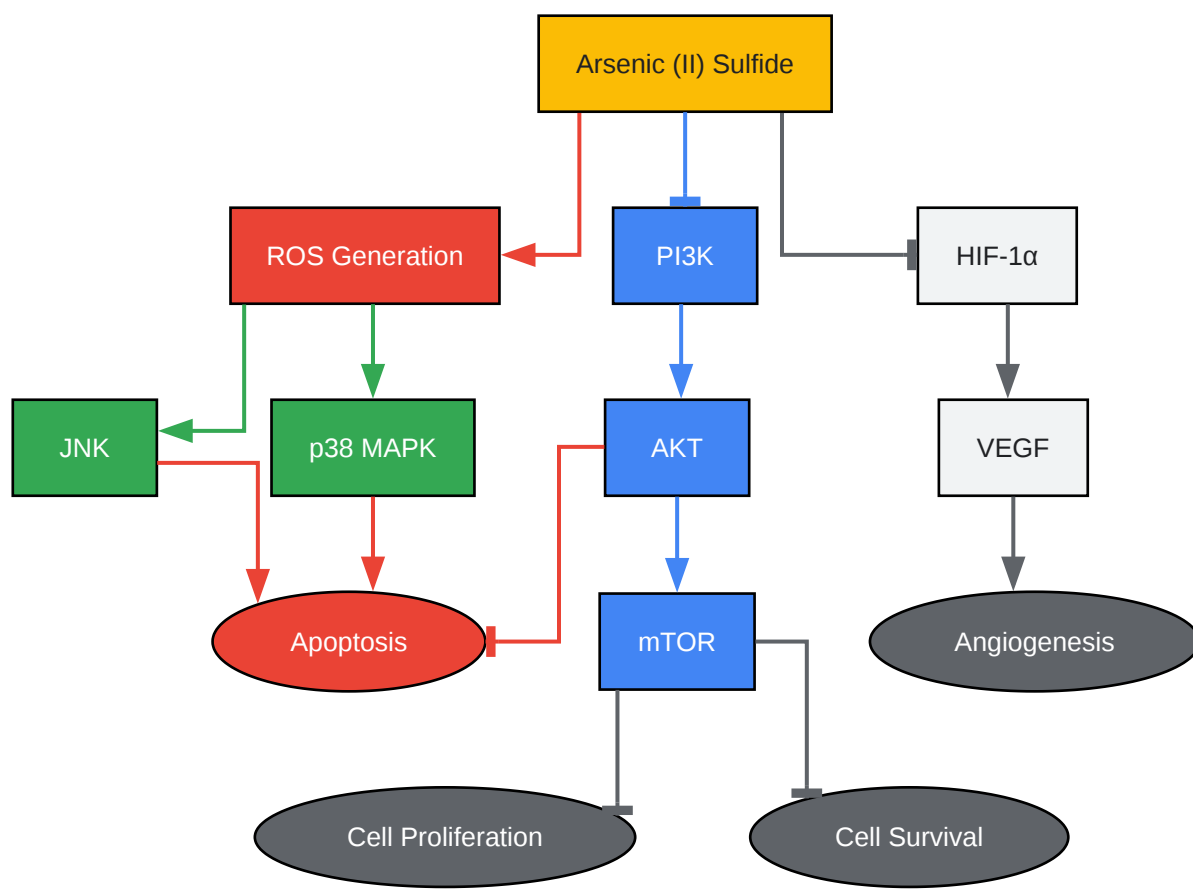 Arsenic (II) Sulfide
ROS Generation
PI3K
HIF-1α
JNK
p38 MAPK
AKT
VEGF
Apoptosis
mTOR
Angiogenesis
Cell Proliferation
Cell Survival